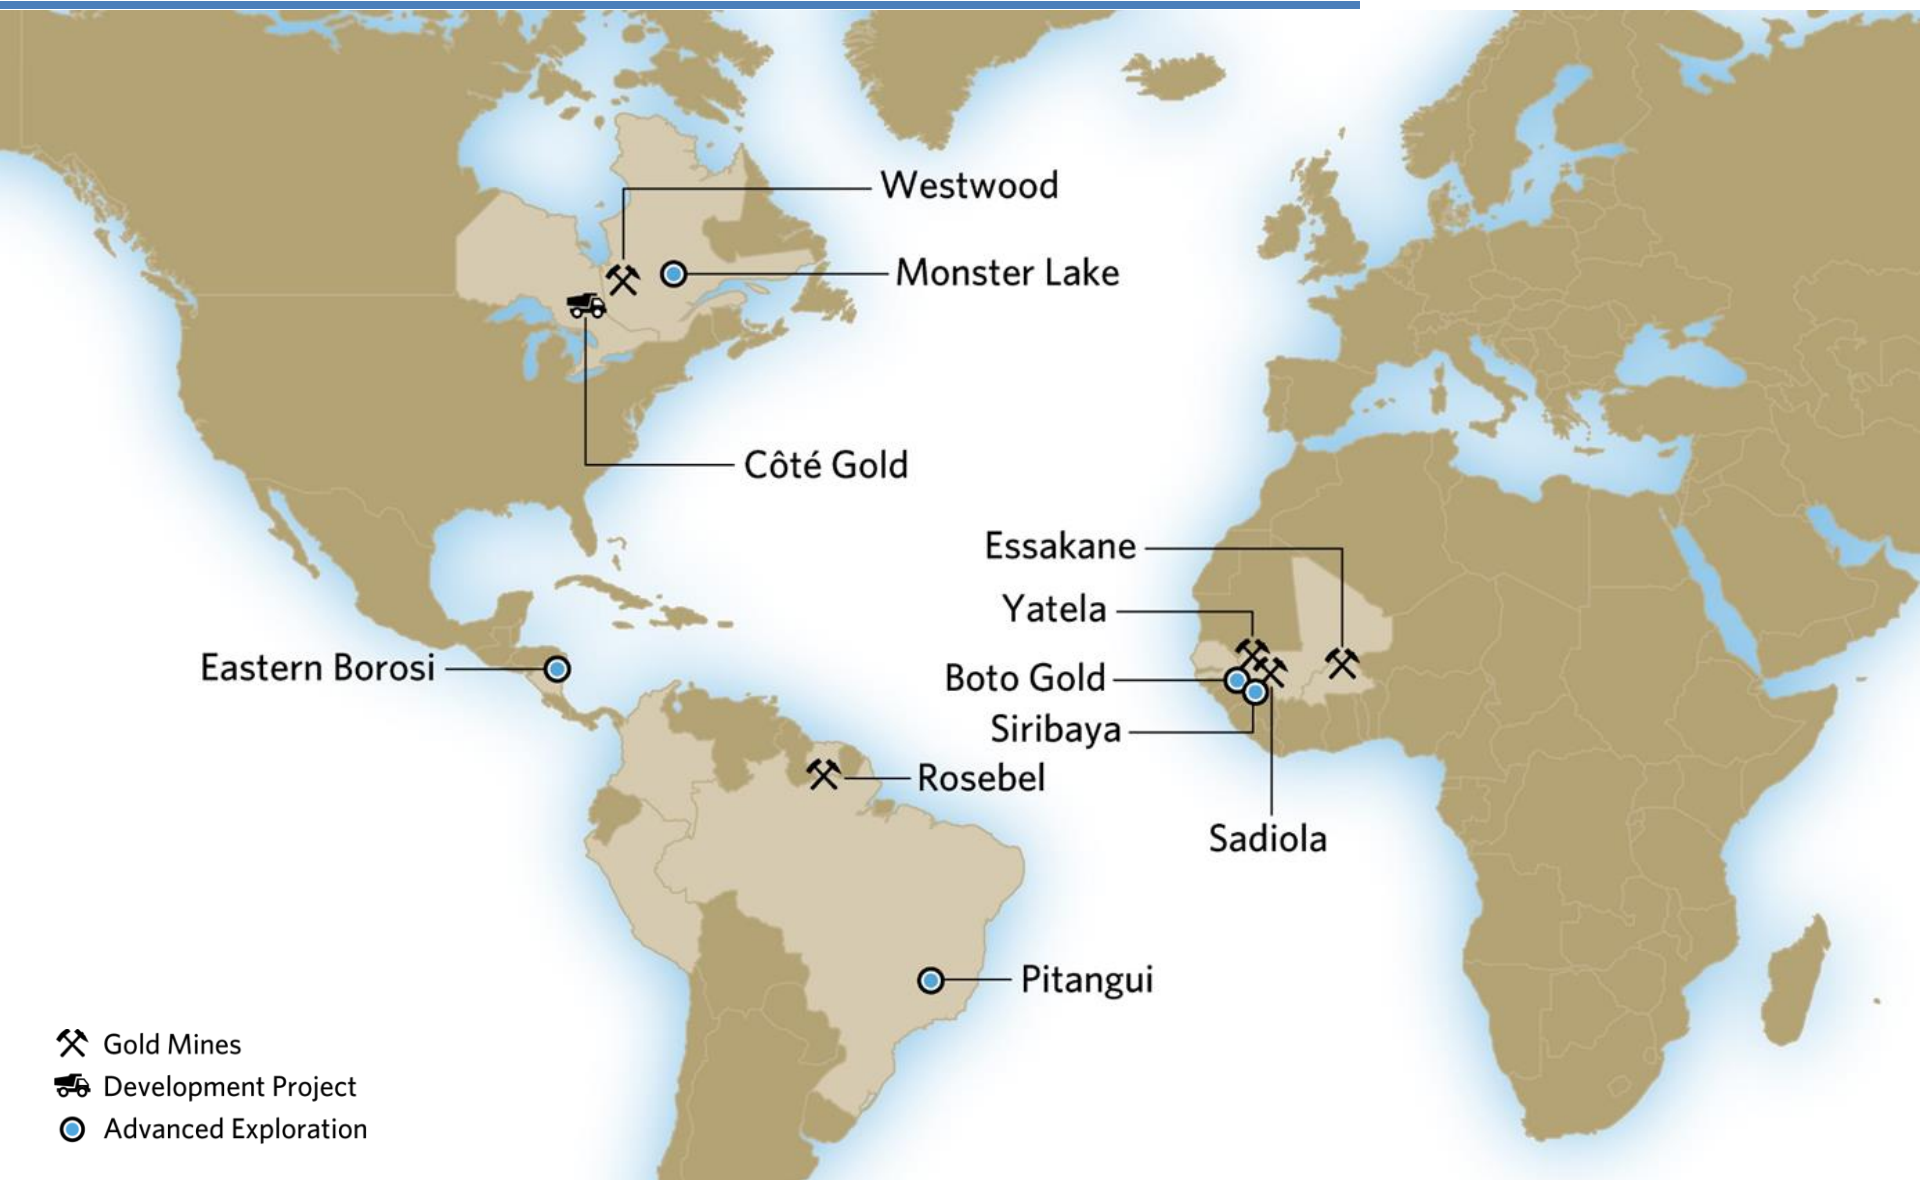 Westwood
Monster Lake
Côté Gold
Essakane
Yatela
Eastern Borosi
Boto Gold
Siribaya
Rosebel
Sadiola
Pitangui
Gold Mines
Development Project
Advanced Exploration